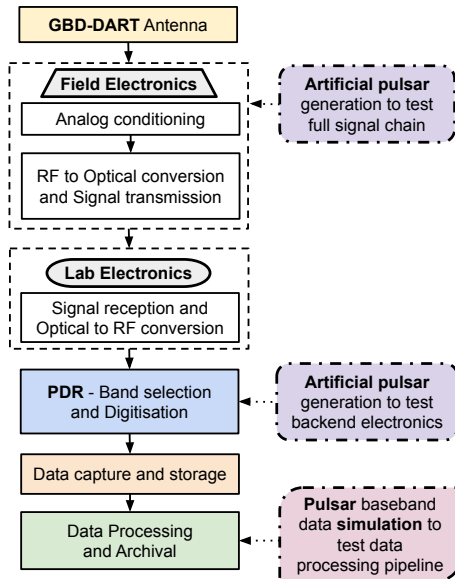 GBD-DART Antenna
Field Electronics
Analog conditioning
RF to Optical conversion
and Signal transmission
Artificial pulsar
generation to test
full signal chain
Lab Electronics
Signal reception and
Optical to RF conversion
PDR - Band selection
and Digitisation
Artificial pulsar
generation to test
backend electronics
Data capture and storage
Data Processing
and Archival
Pulsar baseband
data simulation to
test data
processing pipeline